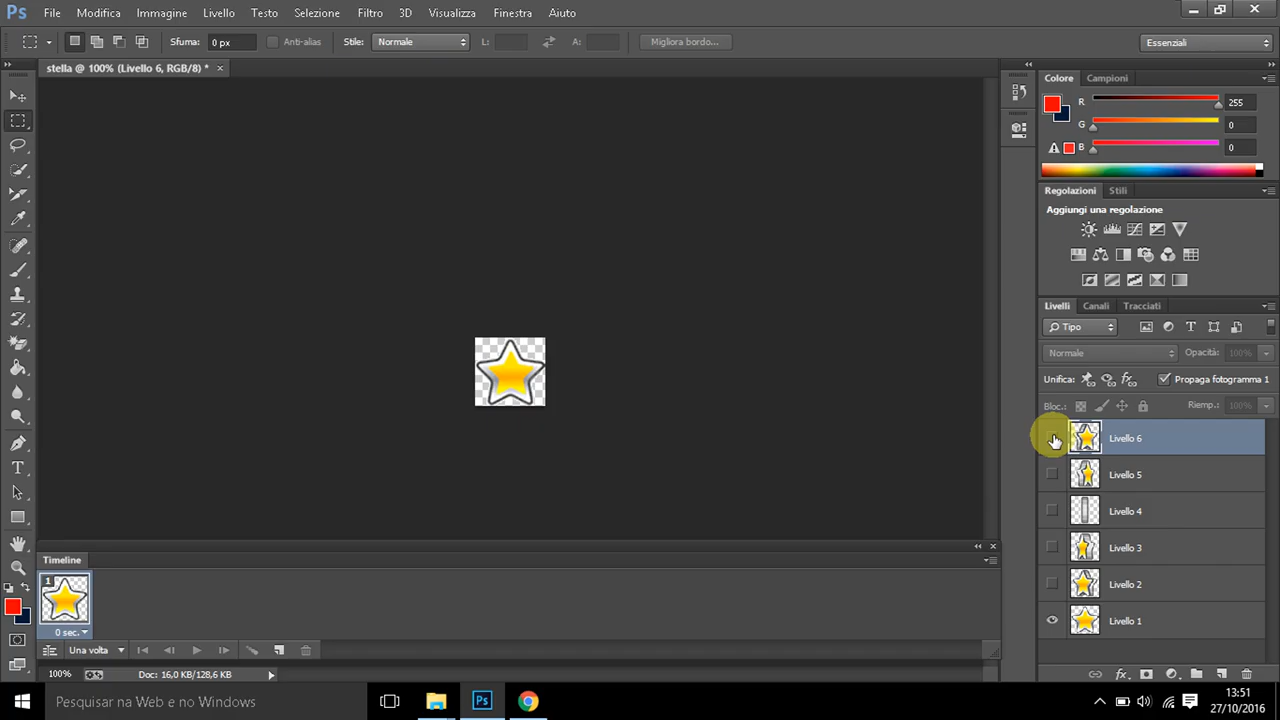 Ps File Modifica Immagine Livello Testo Selezione Filtro 3D Visualizza Finestra Aiuto
Sfuma: 0 px Anti-alias Stile: Normale L: A: Migliora bordo... Essenziali
stella @ 100% (Livello 6, RGB/8) * ×
Colore Campioni
R 255
G 0
B 0
Regolazioni Stili
Aggiungi una regolazione
Livelli Canali Tracciati
Tipo
Normale Opacità: 100%
Unifica: Propaga fotogramma 1
Bloc.: Riemp.: 100%
Livello 6
Livello 5
Livello 4
Livello 3
Livello 2
Livello 1
Timeline
1
0 sec.
Una volta
100% Doc: 16,0 KB/128,6 KB
Pesquisar na Web e no Windows
Ps
13:51
27/10/2016